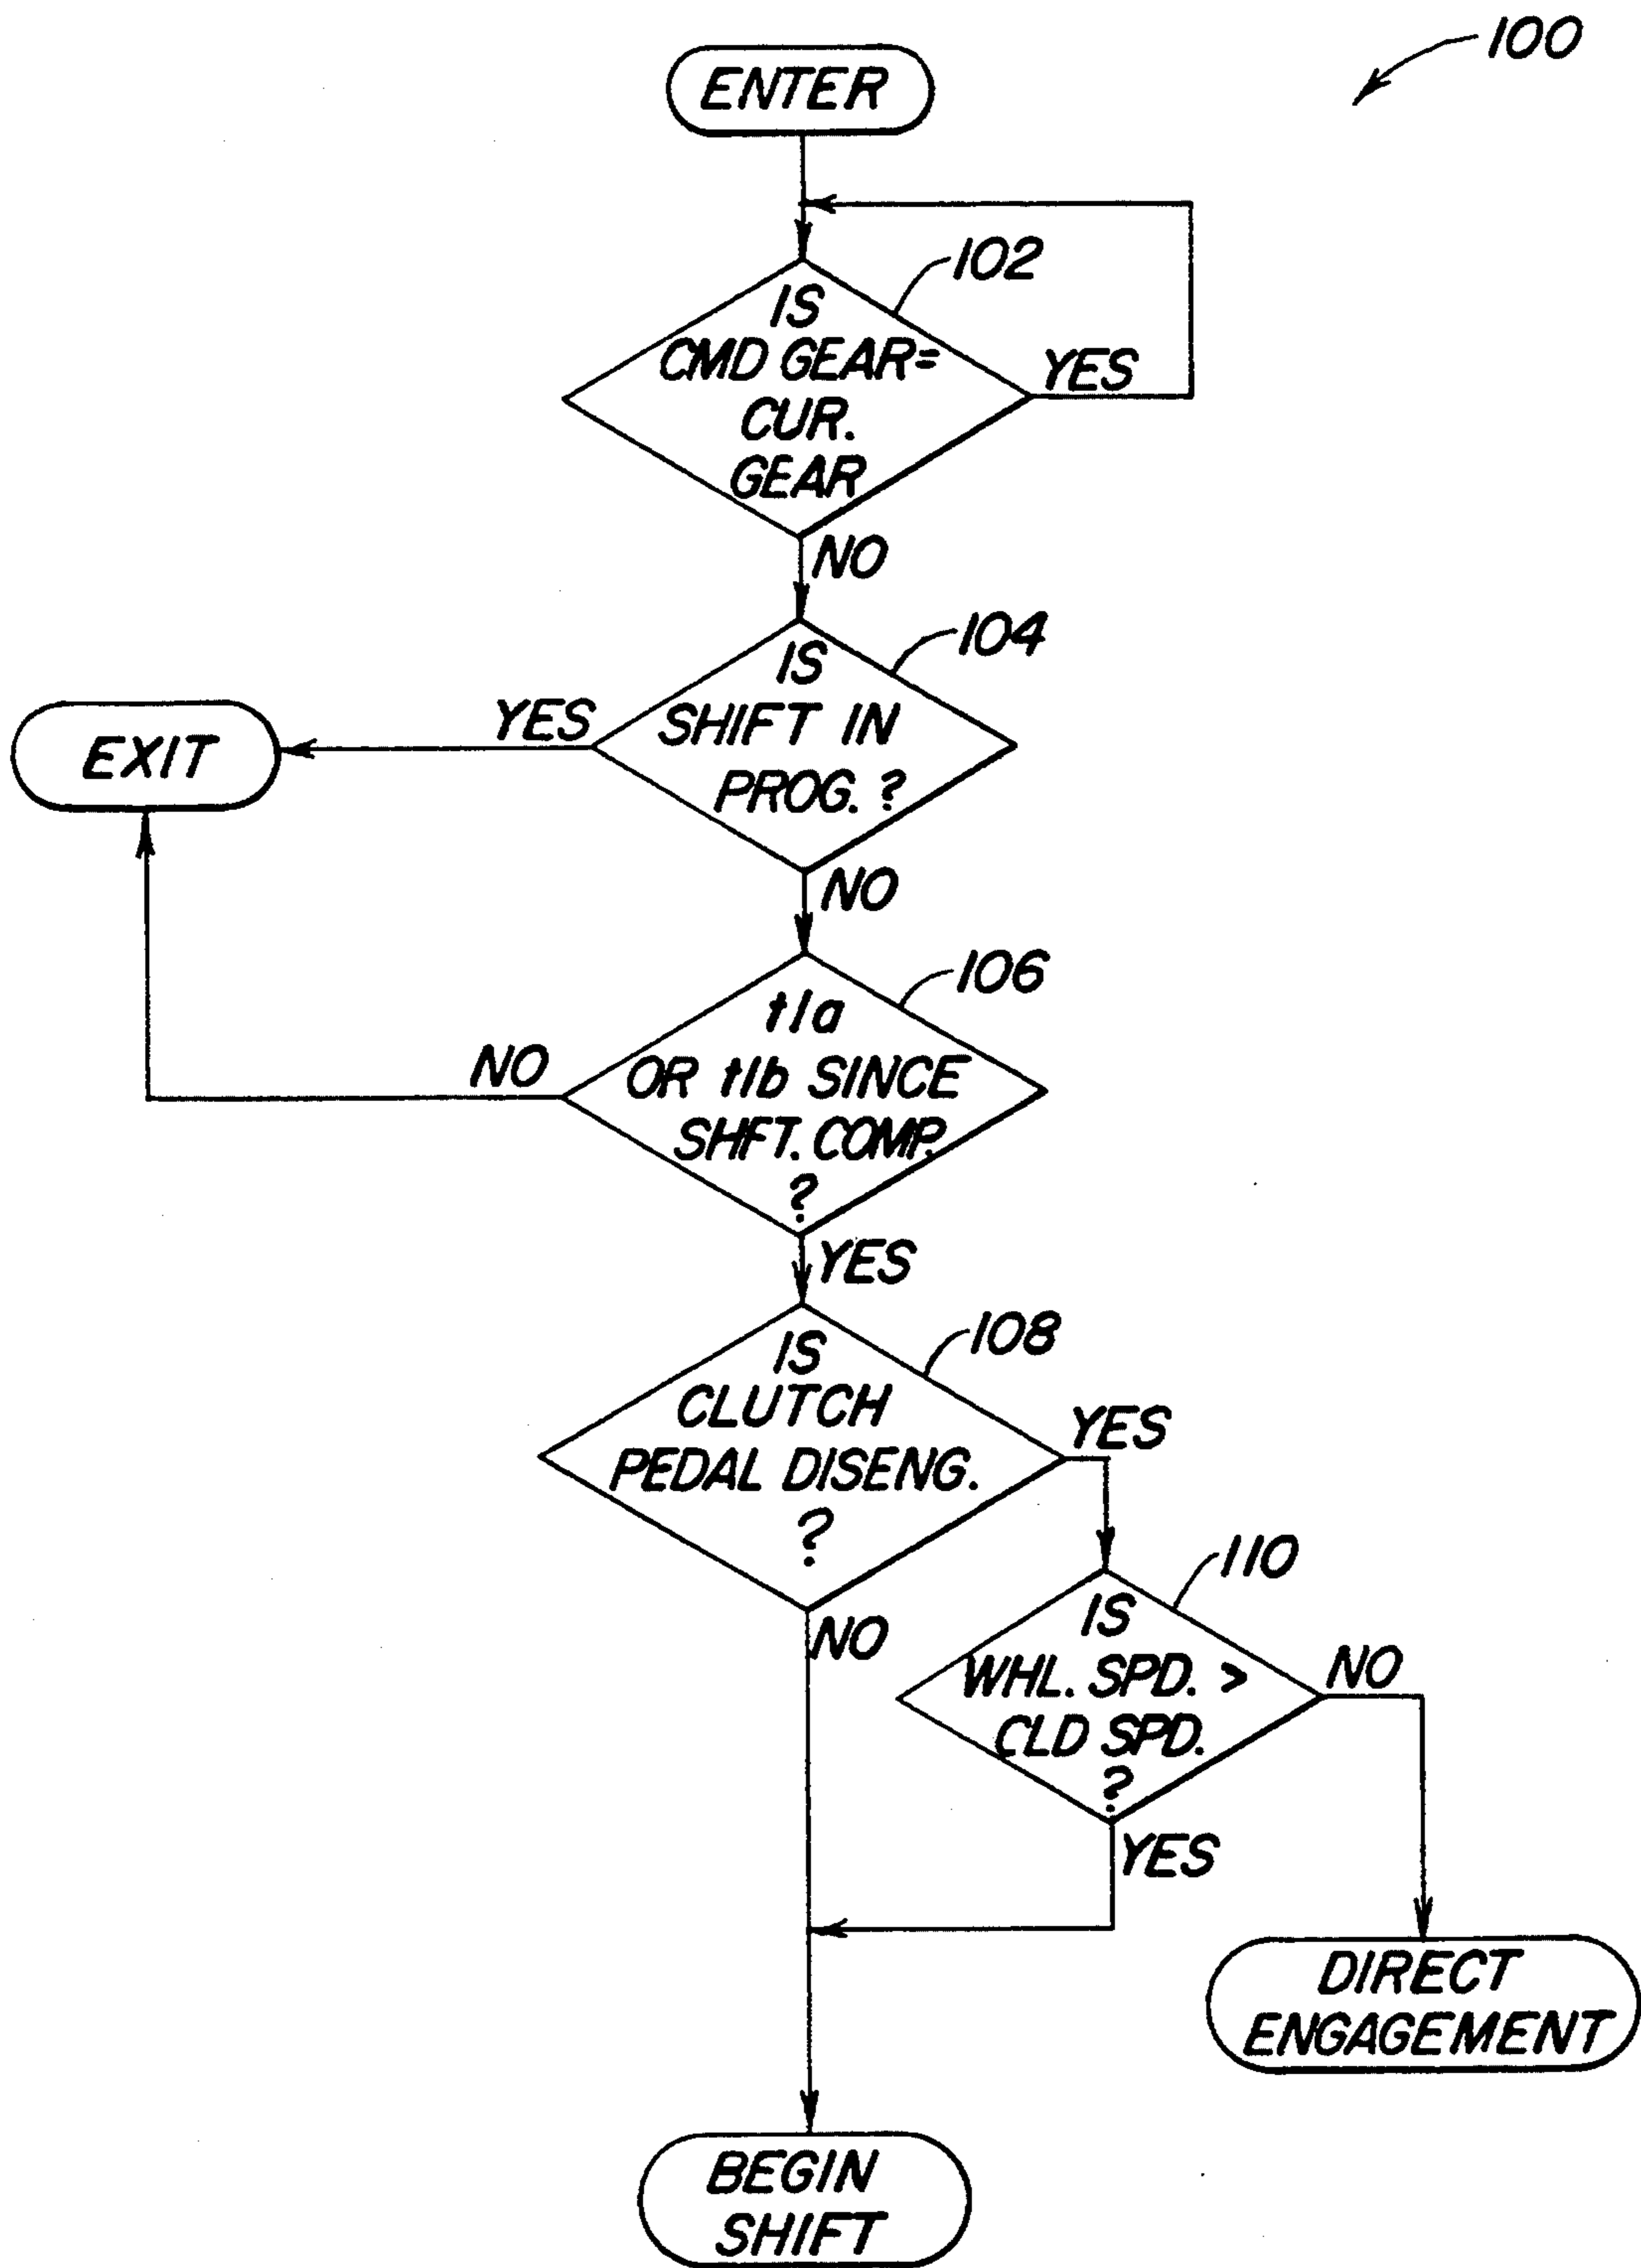 100
ENTER
102
IS
CMD GEAR=
CUR.
GEAR
YES
NO
104
IS
SHIFT IN
PROG. ?
YES
EXIT
NO
106
t1a
OR t1b SINCE
SHFT. COMP.
?
NO
YES
108
IS
CLUTCH
PEDAL DISENG.
?
YES
NO
110
IS
WHL. SPD. >
CLD SPD.
?
NO
YES
DIRECT
ENGAGEMENT
BEGIN
SHIFT